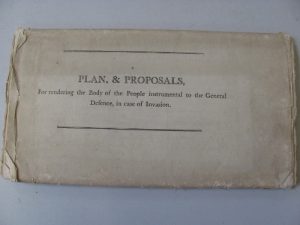 PLAN, & PROPOSALS,
For rendering the Body of the People instrumental to the General
Defence, in case of Invasion.